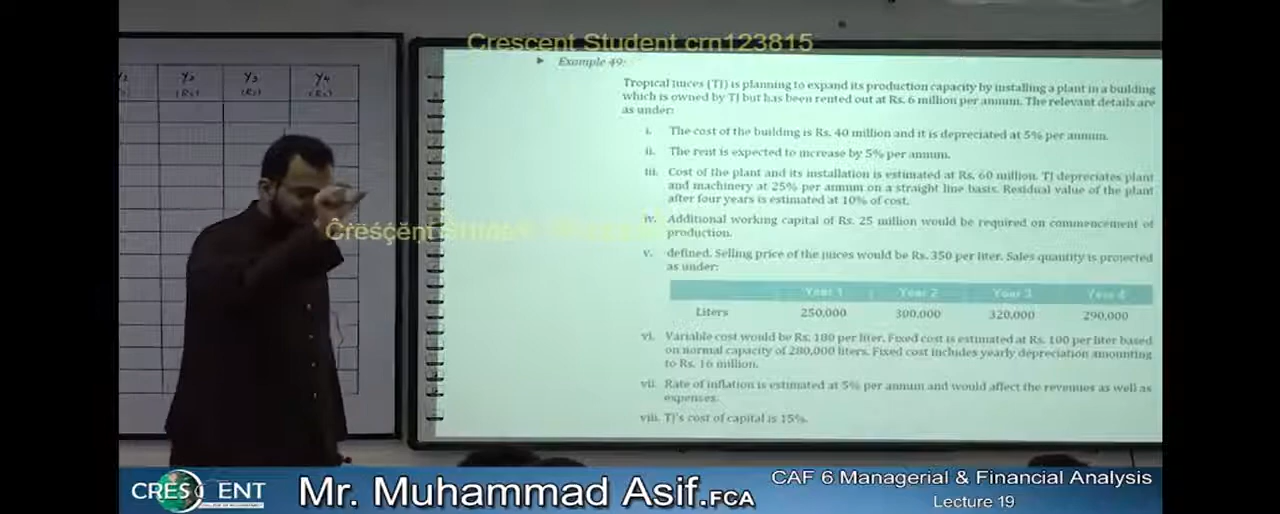 Crescent Student crn123815
Y2 Y3 Y4
(Rs) (Rs) (Rs)
Example 49:
Tropical Juices (TJ) is planning to expand its production capacity by installing a plant in a building
which is owned by TJ but has been rented out at Rs. 6 million per annum. The relevant details are
as under:
i. The cost of the building is Rs. 40 million and it is depreciated at 5% per annum.
ii. The rent is expected to increase by 5% per annum.
iii. Cost of the plant and its installation is estimated at Rs. 60 million. TJ depreciates plant
and machinery at 25% per annum on a straight line basis. Residual value of the plant
after four years is estimated at 10% of cost.
Crescent
iv. Additional working capital of Rs. 25 million would be required on commencement of
production.
v. defined. Selling price of the juices would be Rs. 350 per liter. Sales quantity is projected
as under:
Year 1 Year 2 Year 3 Year 4
Liters 250,000 300,000 320,000 290,000
vi. Variable cost would be Rs. 180 per liter. Fixed cost is estimated at Rs. 100 per liter based
on normal capacity of 280,000 liters. Fixed cost includes yearly depreciation amounting
to Rs. 16 million.
vii. Rate of inflation is estimated at 5% per annum and would affect the revenues as well as
expenses.
viii. TJ's cost of capital is 15%.
CRESCENT
Mr. Muhammad Asif.FCA
CAF 6 Managerial & Financial Analysis
Lecture 19